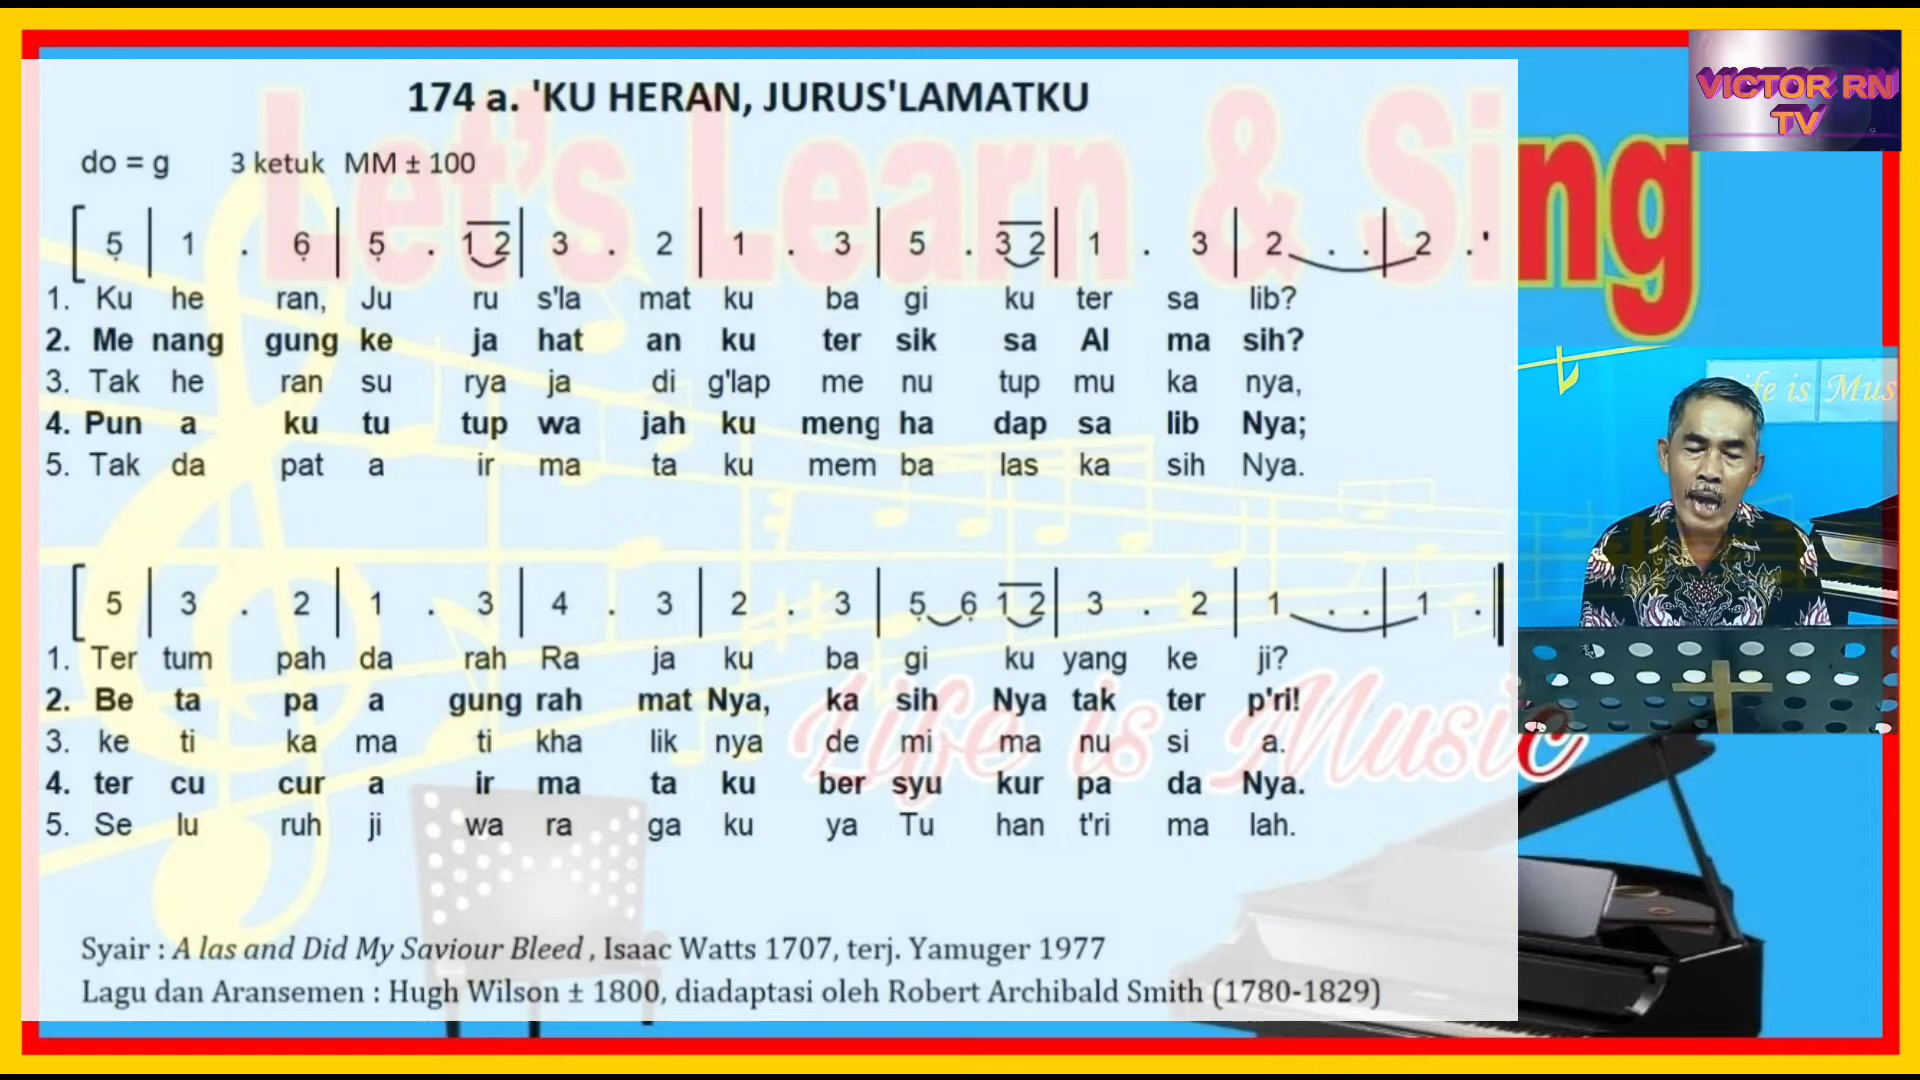 174 a. 'KU HERAN, JURUS'LAMATKU
VICTOR RN
TV
Let's Learn & Sing
do = g 3 ketuk MM ± 100
[ 5̣ | 1 . 6̣ | 5̣ . 1 2 | 3 . 2 | 1 . 3 | 5 . 3 2 | 1 . 3 | 2 . . | 2 . '
1. Ku he ran, Ju ru s'la mat ku ba gi ku ter sa lib?
2. Me nang gung ke ja hat an ku ter sik sa Al ma sih?
3. Tak he ran su rya ja di g'lap me nu tup mu ka nya,
4. Pun a ku tu tup wa jah ku meng ha dap sa lib Nya;
5. Tak da pat a ir ma ta ku mem ba las ka sih Nya.
[ 5 | 3 . 2 | 1 . 3 | 4 . 3 | 2 . 3 | 5̣ 6̣ 1 2 | 3 . 2 | 1 . . | 1 . ||
1. Ter tum pah da rah Ra ja ku ba gi ku yang ke ji?
2. Be ta pa a gung rah mat Nya, ka sih Nya tak ter p'ri!
3. ke ti ka ma ti kha lik nya de mi ma nu si a.
4. ter cu cur a ir ma ta ku ber syu kur pa da Nya.
5. Se lu ruh ji wa ra ga ku ya Tu han t'ri ma lah.
Life is Music
Life is Mus
Syair : A las and Did My Saviour Bleed , Isaac Watts 1707, terj. Yamuger 1977
Lagu dan Aransemen : Hugh Wilson ± 1800, diadaptasi oleh Robert Archibald Smith (1780-1829)